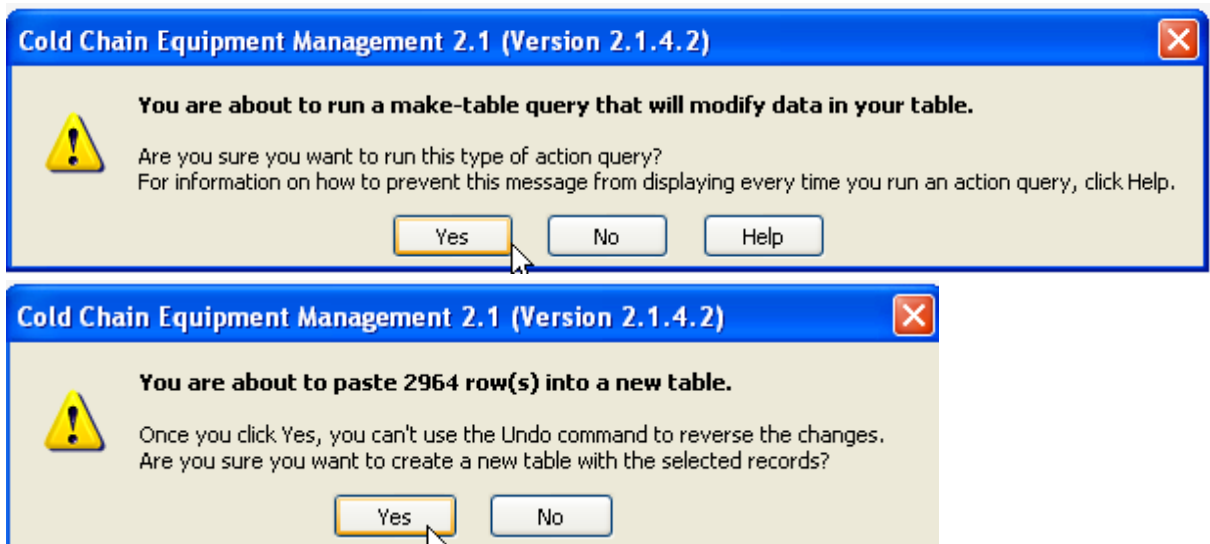 Cold Chain Equipment Management 2.1 (Version 2.1.4.2)
You are about to run a make-table query that will modify data in your table.
Are you sure you want to run this type of action query?
For information on how to prevent this message from displaying every time you run an action query, click Help.
Yes No Help
Cold Chain Equipment Management 2.1 (Version 2.1.4.2)
You are about to paste 2964 row(s) into a new table.
Once you click Yes, you can't use the Undo command to reverse the changes.
Are you sure you want to create a new table with the selected records?
Yes No